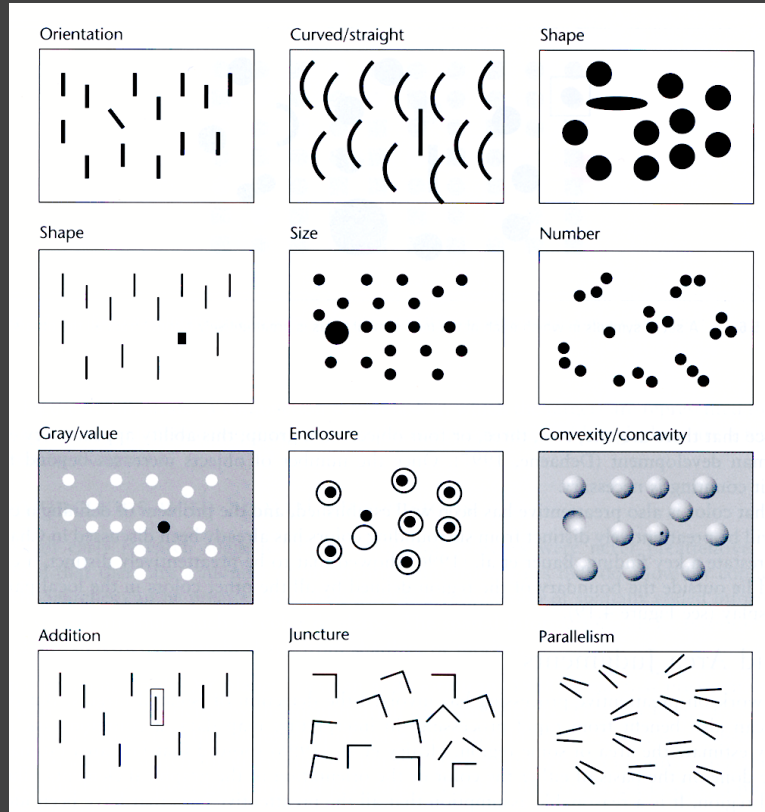 Orientation
Curved/straight
Shape
Shape
Size
Number
Gray/value
Enclosure
Convexity/concavity
Addition
Juncture
Parallelism